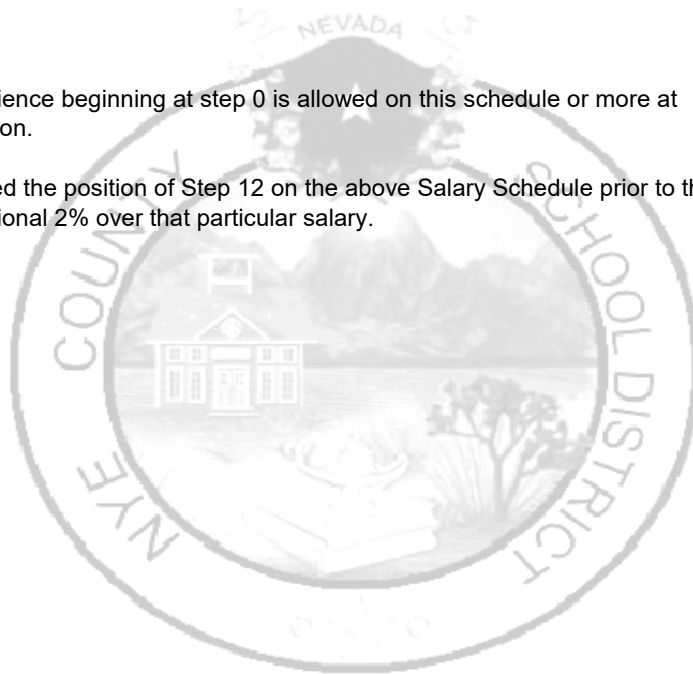 NEVADA
ience beginning at step 0 is allowed on this schedule or more at
on.
ed the position of Step 12 on the above Salary Schedule prior to th
ional 2% over that particular salary.
NYE COUNTY SCHOOL DISTRICT